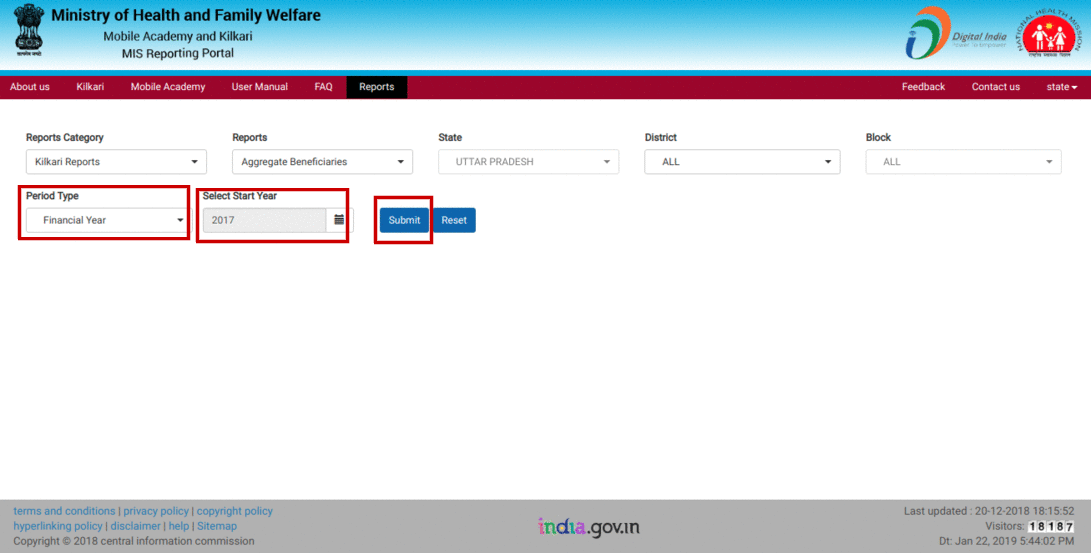 Ministry of Health and Family Welfare
Mobile Academy and Kilkari
MIS Reporting Portal
Digital India
Power To Empower
NATIONAL HEALTH MISSION
About us Kilkari Mobile Academy User Manual FAQ Reports Feedback Contact us state
Reports Category Reports State District Block
Kilkari Reports Aggregate Beneficiaries UTTAR PRADESH ALL ALL
Period Type Select Start Year
Financial Year 2017 Submit Reset
terms and conditions | privacy policy | copyright policy
hyperlinking policy | disclaimer | help | Sitemap
Copyright © 2018 central information commission
india.gov.in
Last updated : 20-12-2018 18:15:52
Visitors: 18187
Dt: Jan 22, 2019 5:44:02 PM